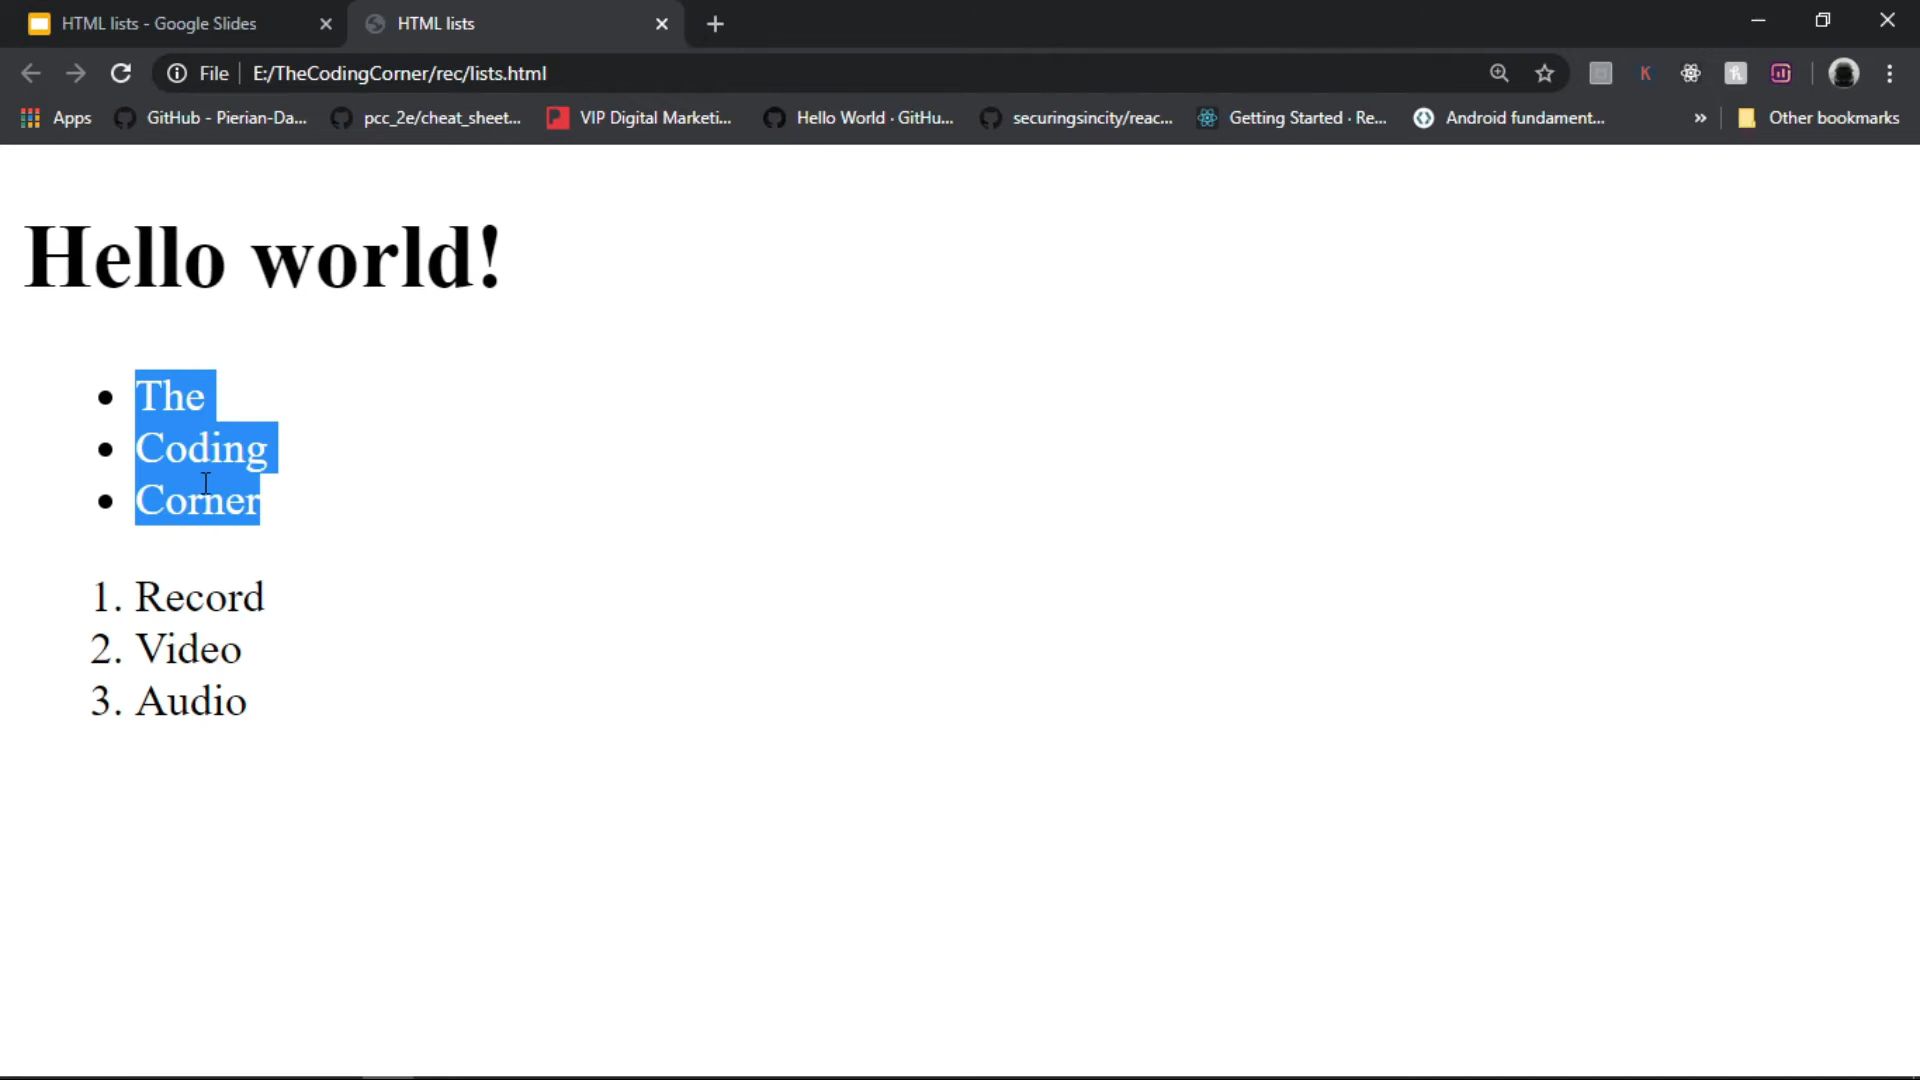 HTML lists - Google Slides
HTML lists
File
E:/TheCodingCorner/rec/lists.html
Apps
GitHub - Pierian-Da...
pcc_2e/cheat_sheet...
VIP Digital Marketi...
Hello World · GitHu...
securingsincity/reac...
Getting Started · Re...
Android fundament...
»
Other bookmarks
Hello world!
• The
• Coding
• Corner
1. Record
2. Video
3. Audio